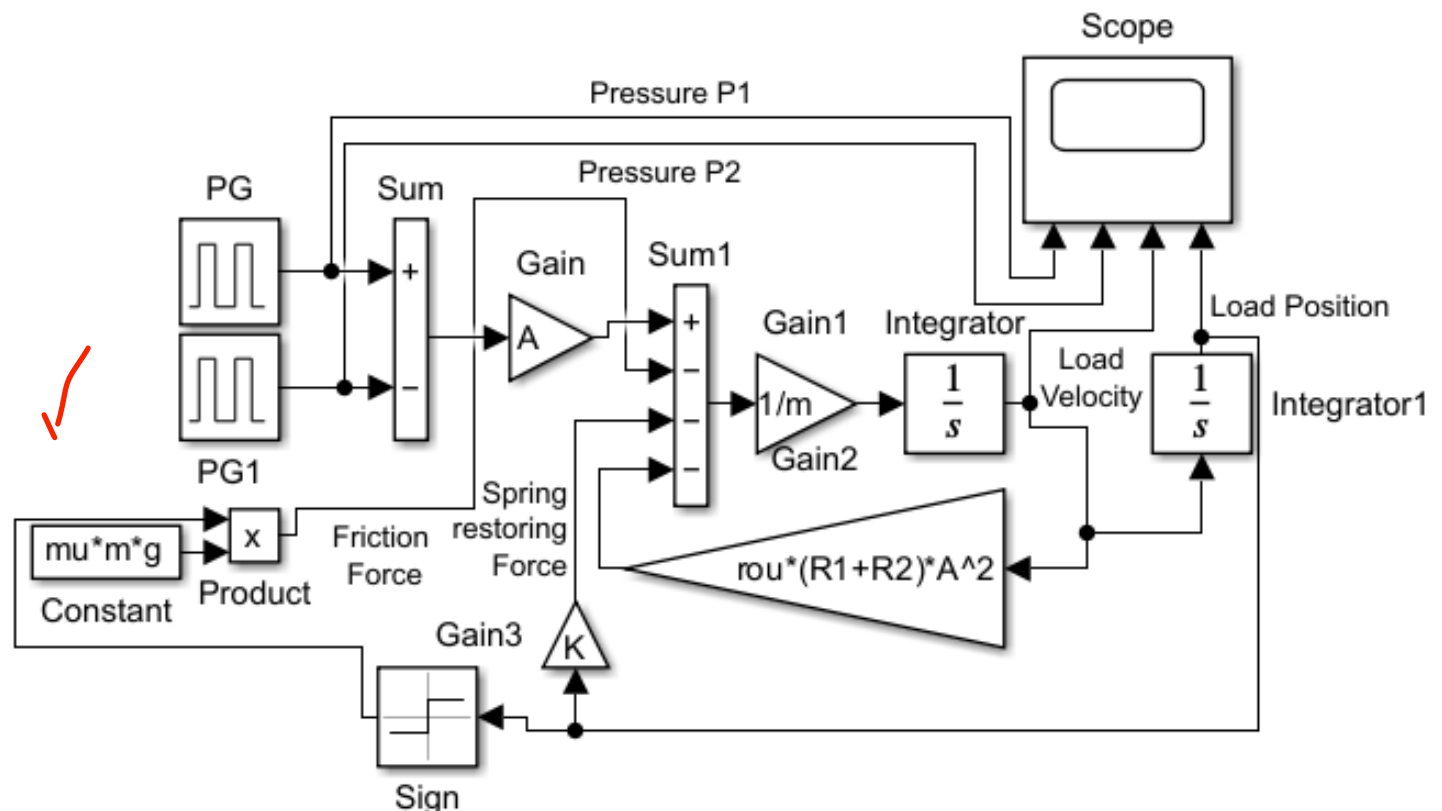 Scope
Pressure P1
Pressure P2
PG
Sum
+
−
PG1
Gain
A
Sum1
+
−
−
−
Gain1
1/m
Gain2
Integrator
1
s
Load
Velocity
Load Position
1
s
Integrator1
mu*m*g
Constant
x
Product
Friction
Force
Spring
restoring
Force
rou*(R1+R2)*A^2
Gain3
K
Sign